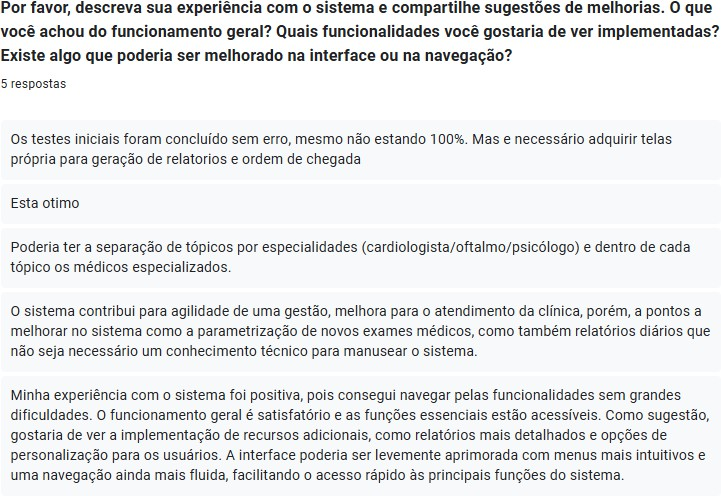 Por favor, descreva sua experiência com o sistema e compartilhe sugestões de melhorias. O que
você achou do funcionamento geral? Quais funcionalidades você gostaria de ver implementadas?
Existe algo que poderia ser melhorado na interface ou na navegação?
5 respostas
Os testes iniciais foram concluído sem erro, mesmo não estando 100%. Mas e necessário adquirir telas
própria para geração de relatorios e ordem de chegada
Esta otimo
Poderia ter a separação de tópicos por especialidades (cardiologista/oftalmo/psicólogo) e dentro de cada
tópico os médicos especializados.
O sistema contribui para agilidade de uma gestão, melhora para o atendimento da clínica, porém, a pontos a
melhorar no sistema como a parametrização de novos exames médicos, como também relatórios diários que
não seja necessário um conhecimento técnico para manusear o sistema.
Minha experiência com o sistema foi positiva, pois consegui navegar pelas funcionalidades sem grandes
dificuldades. O funcionamento geral é satisfatório e as funções essenciais estão acessíveis. Como sugestão,
gostaria de ver a implementação de recursos adicionais, como relatórios mais detalhados e opções de
personalização para os usuários. A interface poderia ser levemente aprimorada com menus mais intuitivos e
uma navegação ainda mais fluida, facilitando o acesso rápido às principais funções do sistema.